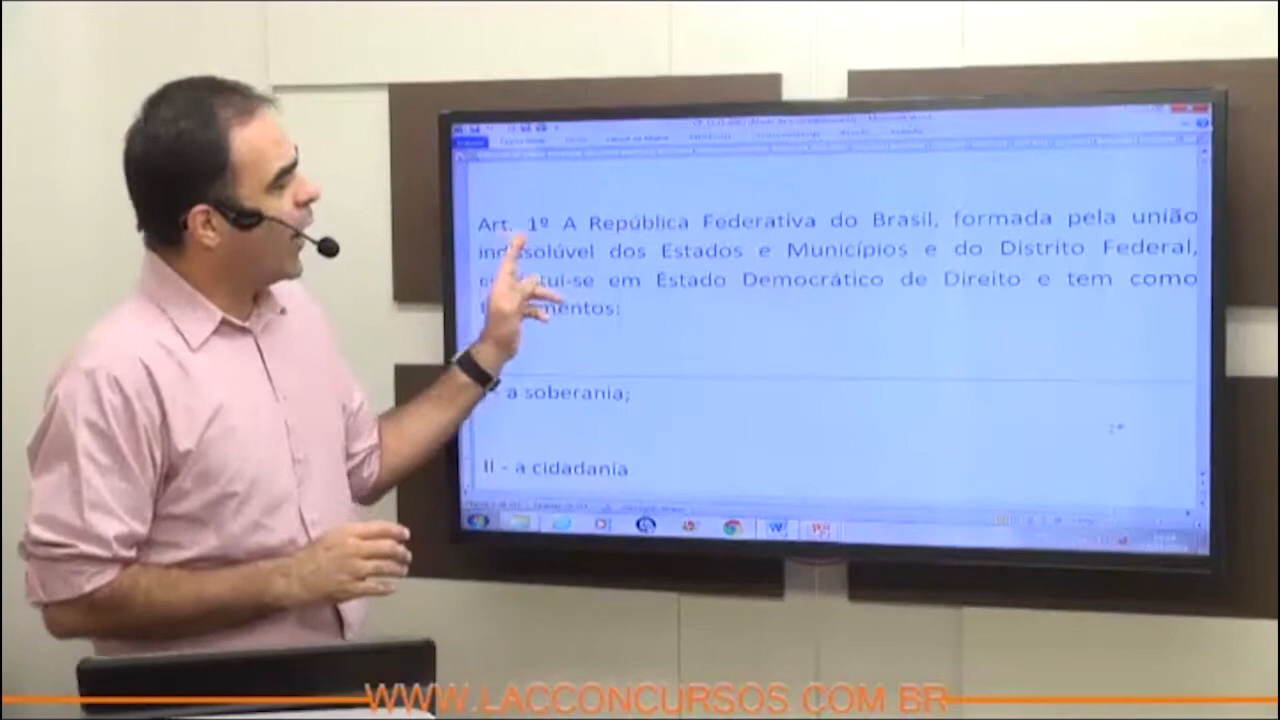 Art. 1º A República Federativa do Brasil, formada pela união
indissolúvel dos Estados e Municípios e do Distrito Federal,
em Estado Democrático de Direito e tem como
- a soberania;
II - a cidadania
WWW.LACCONCURSOS.COM.BR